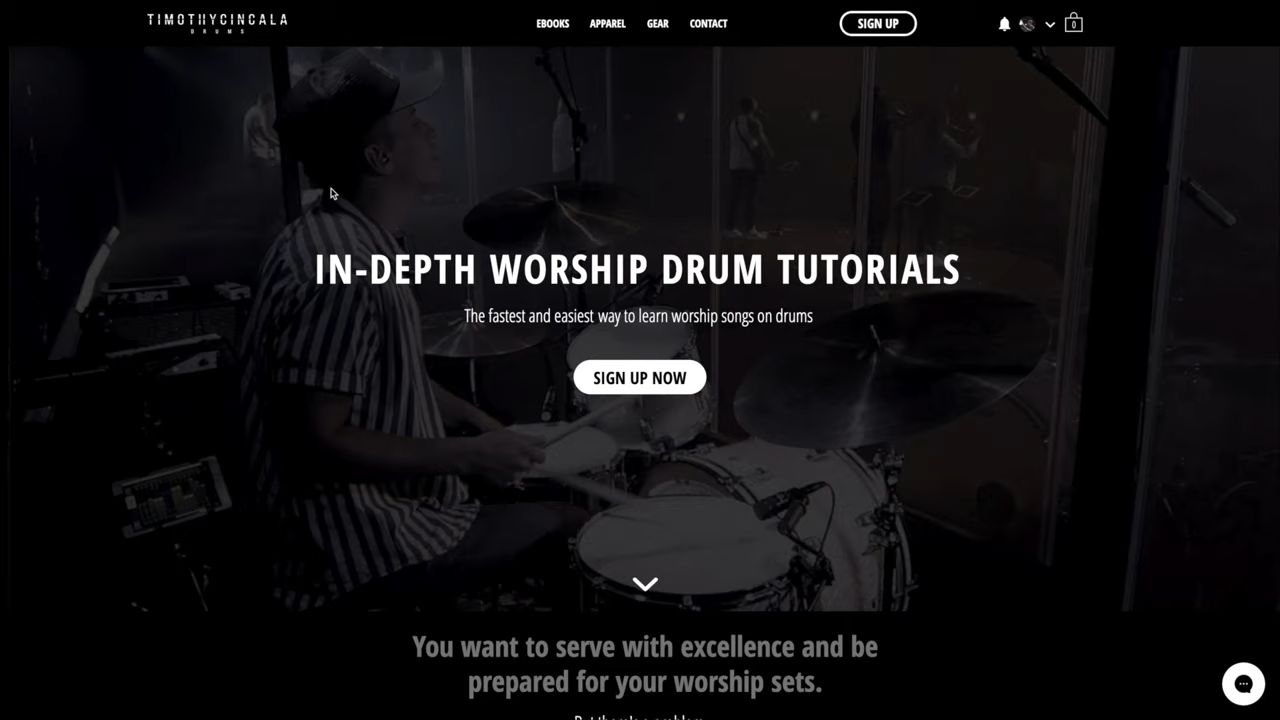 TIMOTHYCINCALA
DRUMS
EBOOKS
APPAREL
GEAR
CONTACT
SIGN UP
0
IN-DEPTH WORSHIP DRUM TUTORIALS
The fastest and easiest way to learn worship songs on drums
SIGN UP NOW
You want to serve with excellence and be
prepared for your worship sets.